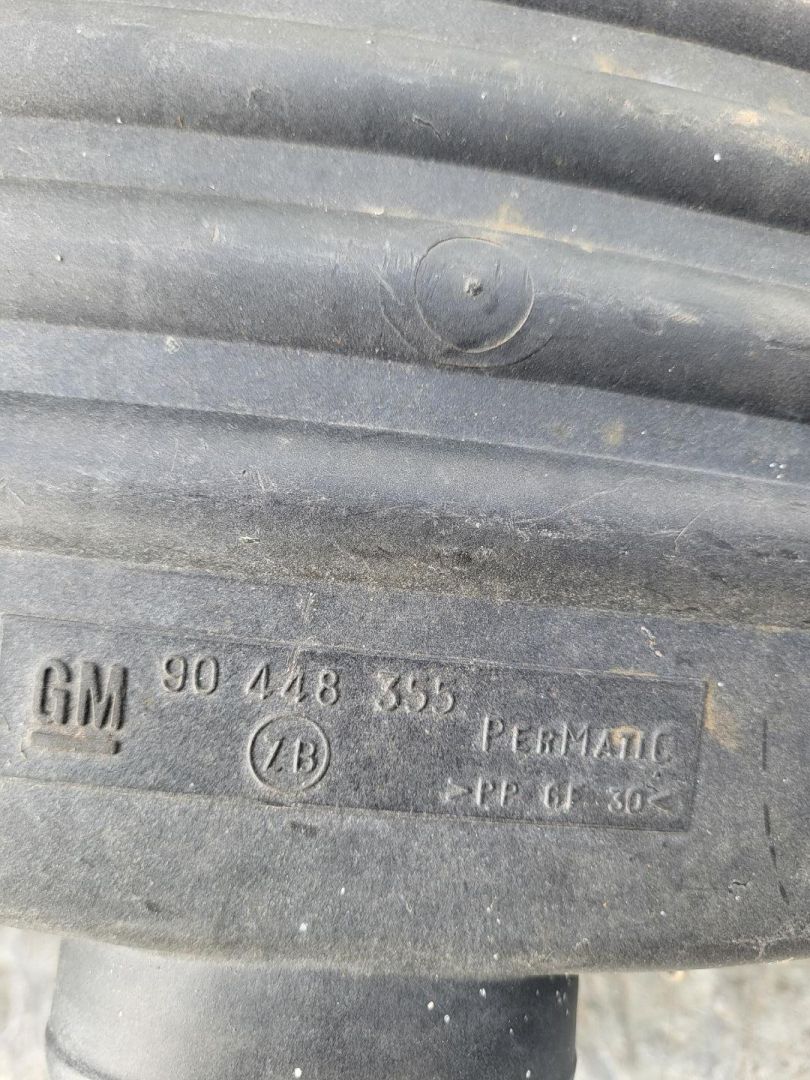 GM 90 448 355
ZB PERMATIC
>PP GF 30<